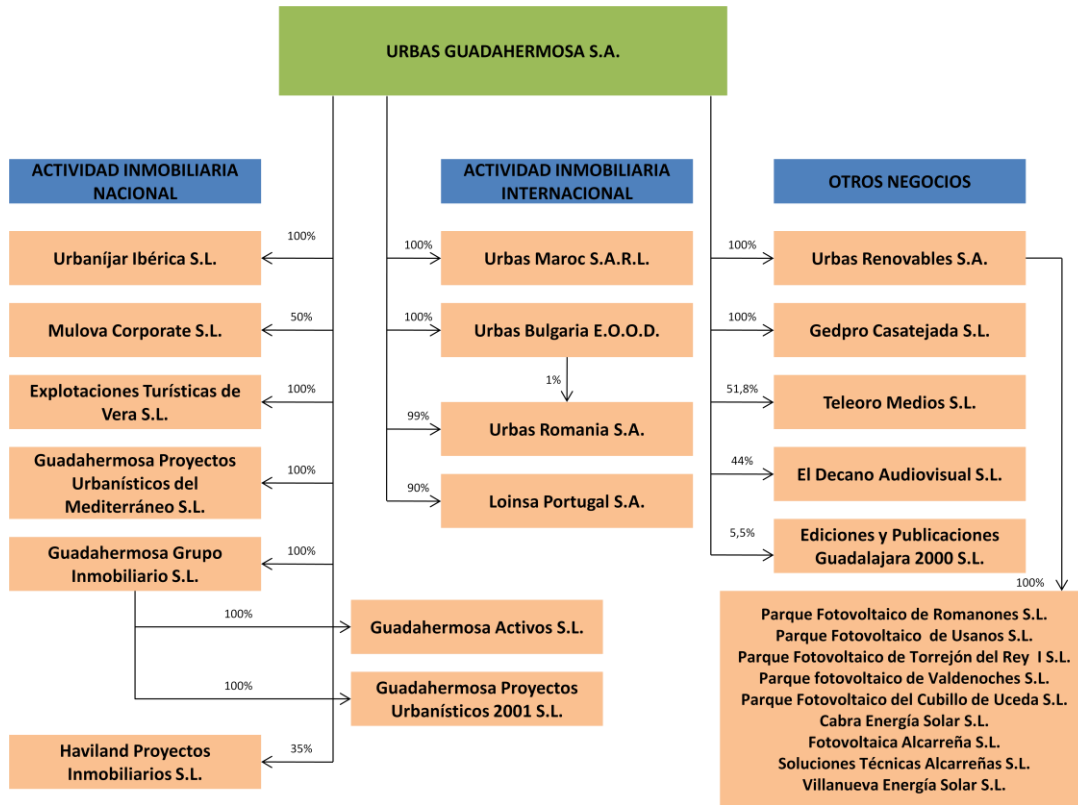 URBAS GUADAHERMOSA S.A.
ACTIVIDAD INMOBILIARIA
NACIONAL
100%
Urbaníjar Ibérica S.L.
50%
Mulova Corporate S.L.
100%
Explotaciones Turísticas de
Vera S.L.
100%
Guadahermosa Proyectos
Urbanísticos del
Mediterráneo S.L.
100%
Guadahermosa Grupo
Inmobiliario S.L.
100%
Guadahermosa Activos S.L.
100%
Guadahermosa Proyectos
Urbanísticos 2001 S.L.
35%
Haviland Proyectos
Inmobiliarios S.L.
ACTIVIDAD INMOBILIARIA
INTERNACIONAL
100%
Urbas Maroc S.A.R.L.
100%
Urbas Bulgaria E.O.O.D.
1%
99%
Urbas Romania S.A.
90%
Loinsa Portugal S.A.
OTROS NEGOCIOS
100%
Urbas Renovables S.A.
100%
Gedpro Casatejada S.L.
51,8%
Teleoro Medios S.L.
44%
El Decano Audiovisual S.L.
5,5%
Ediciones y Publicaciones
Guadalajara 2000 S.L.
100%
Parque Fotovoltaico de Romanones S.L.
Parque Fotovoltaico de Usanos S.L.
Parque Fotovoltaico de Torrejón del Rey I S.L.
Parque fotovoltaico de Valdenoches S.L.
Parque Fotovoltaico del Cubillo de Uceda S.L.
Cabra Energía Solar S.L.
Fotovoltaica Alcarreña S.L.
Soluciones Técnicas Alcarreñas S.L.
Villanueva Energía Solar S.L.